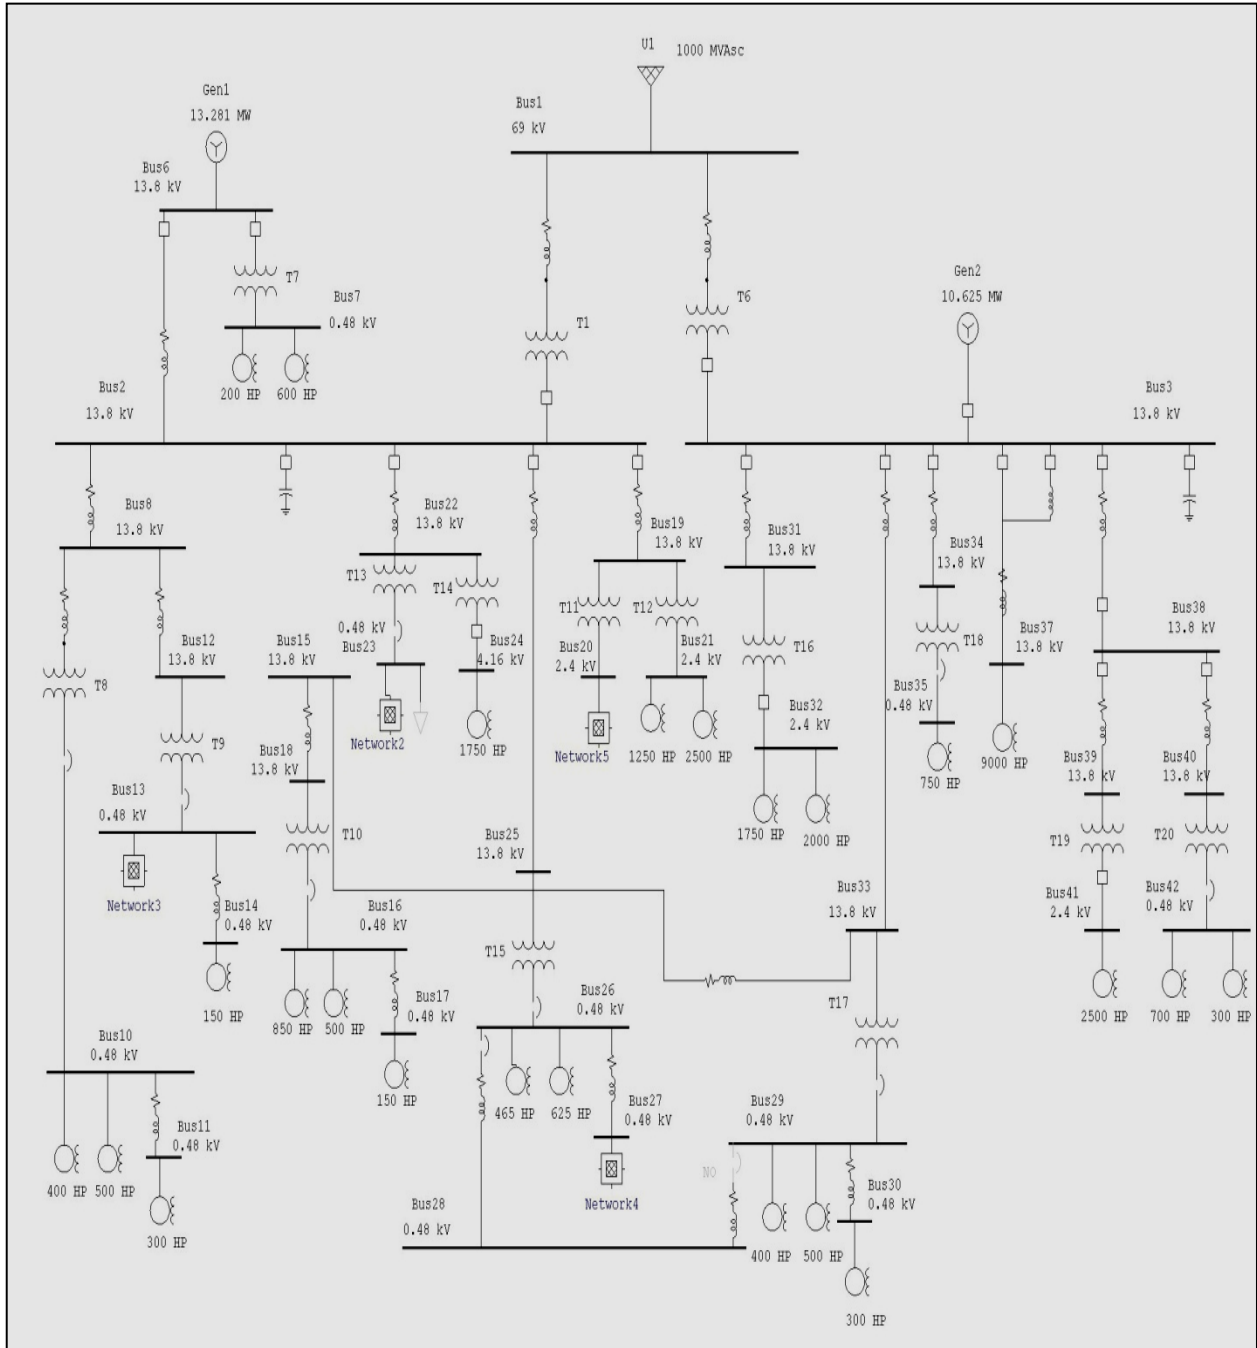 U1 1000 MVAsc
Gen1
13.281 MW
Bus1
69 kV
Bus6
13.8 kV
T7
Bus7
0.48 kV
200 HP 600 HP
T1
T6
Gen2
10.625 MW
Bus2
13.8 kV
Bus3
13.8 kV
Bus8
13.8 kV
Bus22
13.8 kV
Bus19
13.8 kV
Bus31
13.8 kV
Bus34
13.8 kV
T13
T14
T11
T12
T16
T18
Bus38
13.8 kV
Bus12
13.8 kV
Bus15
13.8 kV
0.48 kV
Bus23
Bus24
4.16 kV
Bus20
2.4 kV
Bus21
2.4 kV
Bus37
13.8 kV
T8
Bus35
0.48 kV
Bus32
2.4 kV
T9
Network2
1750 HP
Network5
1250 HP 2500 HP
750 HP
9000 HP
Bus18
13.8 kV
Bus39
13.8 kV
Bus40
13.8 kV
Bus13
0.48 kV
T10
1750 HP 2000 HP
T19
T20
Bus25
13.8 kV
Network3
Bus14
0.48 kV
Bus16
0.48 kV
Bus33
13.8 kV
Bus41
2.4 kV
Bus42
0.48 kV
T15
150 HP
850 HP 500 HP
Bus17
0.48 kV
Bus26
0.48 kV
T17
2500 HP 700 HP 300 HP
Bus10
0.48 kV
150 HP
465 HP 625 HP
Bus27
0.48 kV
Bus29
0.48 kV
Bus11
0.48 kV
NO
400 HP 500 HP
Network4
Bus30
0.48 kV
Bus28
0.48 kV
300 HP
400 HP 500 HP
300 HP